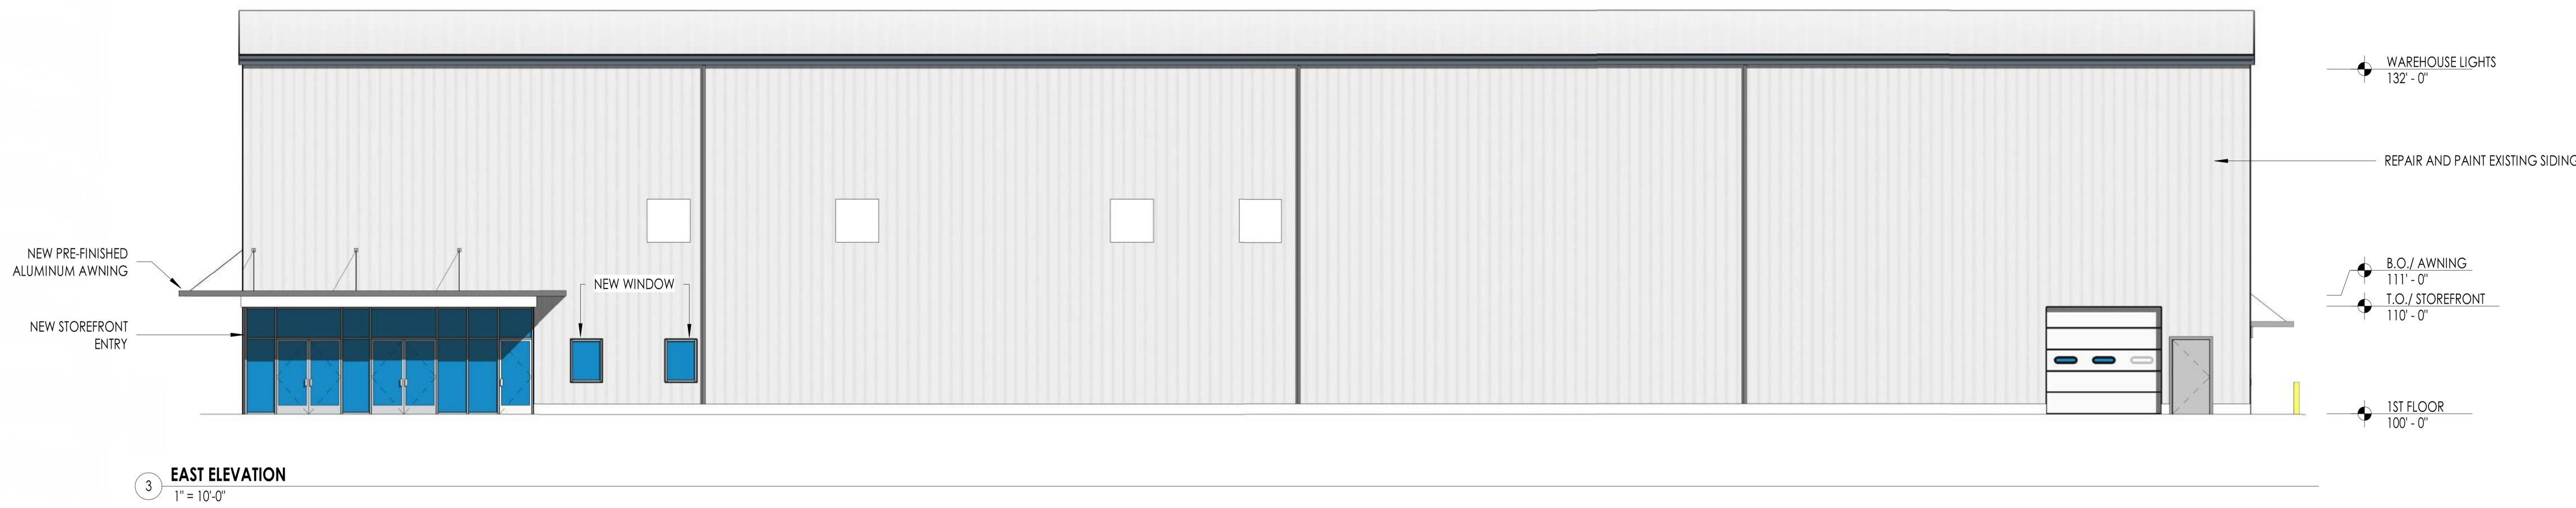 WAREHOUSE LIGHTS
132' - 0"
REPAIR AND PAINT EXISTING SIDING
NEW PRE-FINISHED
ALUMINUM AWNING
NEW WINDOW
B.O./ AWNING
111' - 0"
T.O./ STOREFRONT
110' - 0"
NEW STOREFRONT
ENTRY
1ST FLOOR
100' - 0"
3
EAST ELEVATION
1" = 10'-0"